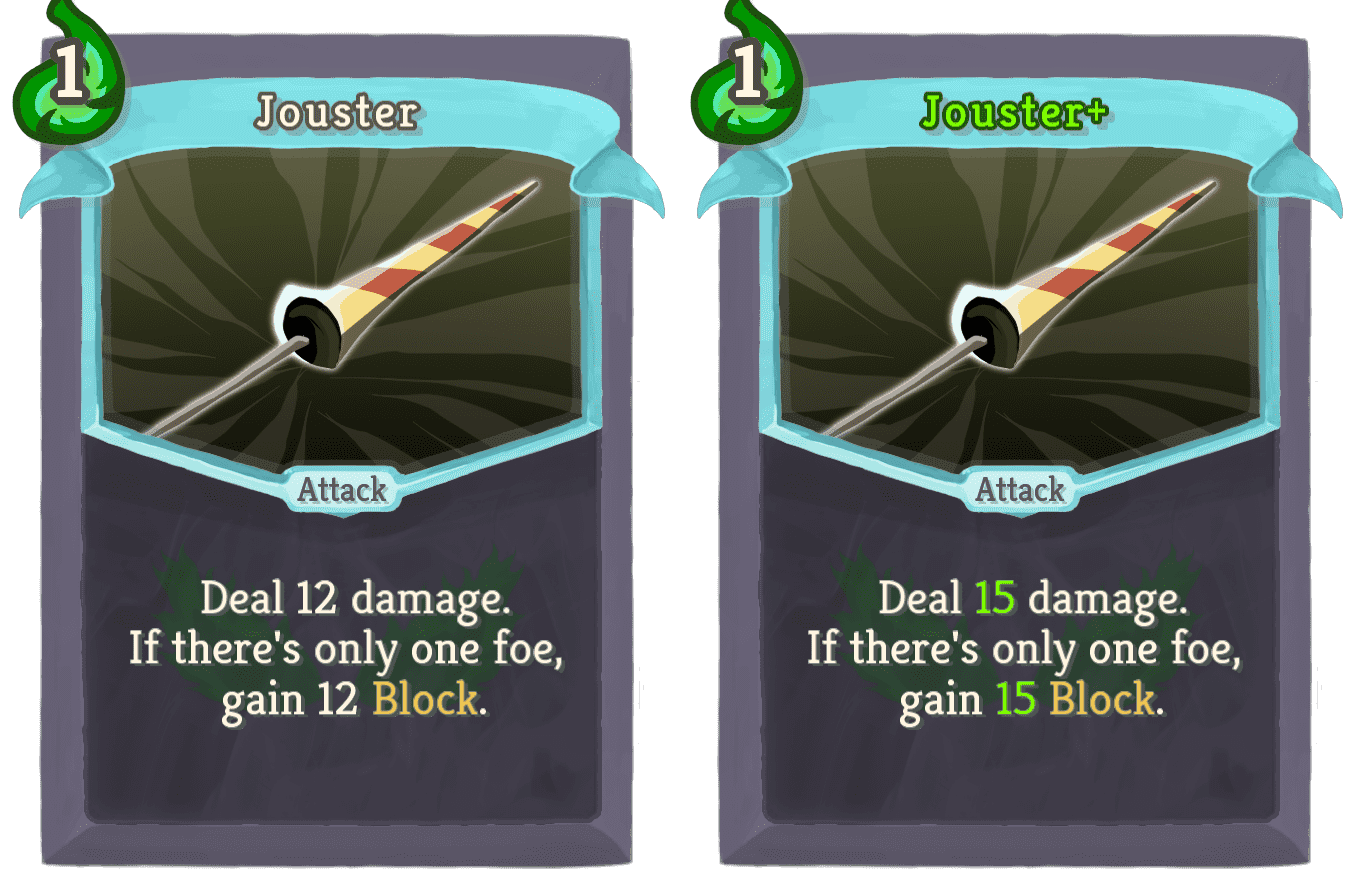 1
Jouster
Attack
Deal 12 damage.
If there's only one foe,
gain 12 Block.
1
Jouster+
Attack
Deal 15 damage.
If there's only one foe,
gain 15 Block.